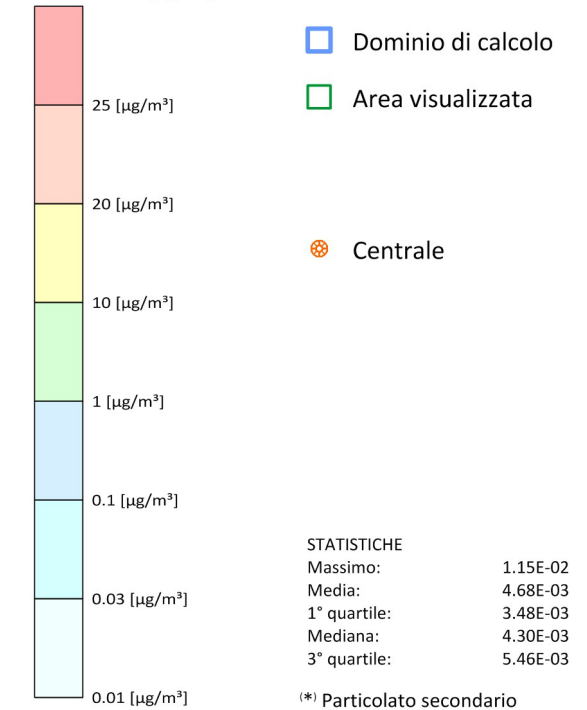 25 [µg/m³]
20 [µg/m³]
10 [µg/m³]
1 [µg/m³]
0.1 [µg/m³]
0.03 [µg/m³]
0.01 [µg/m³]
Dominio di calcolo
Area visualizzata
Centrale
STATISTICHE
Massimo: 1.15E-02
Media: 4.68E-03
1° quartile: 3.48E-03
Mediana: 4.30E-03
3° quartile: 5.46E-03
(*) Particolato secondario